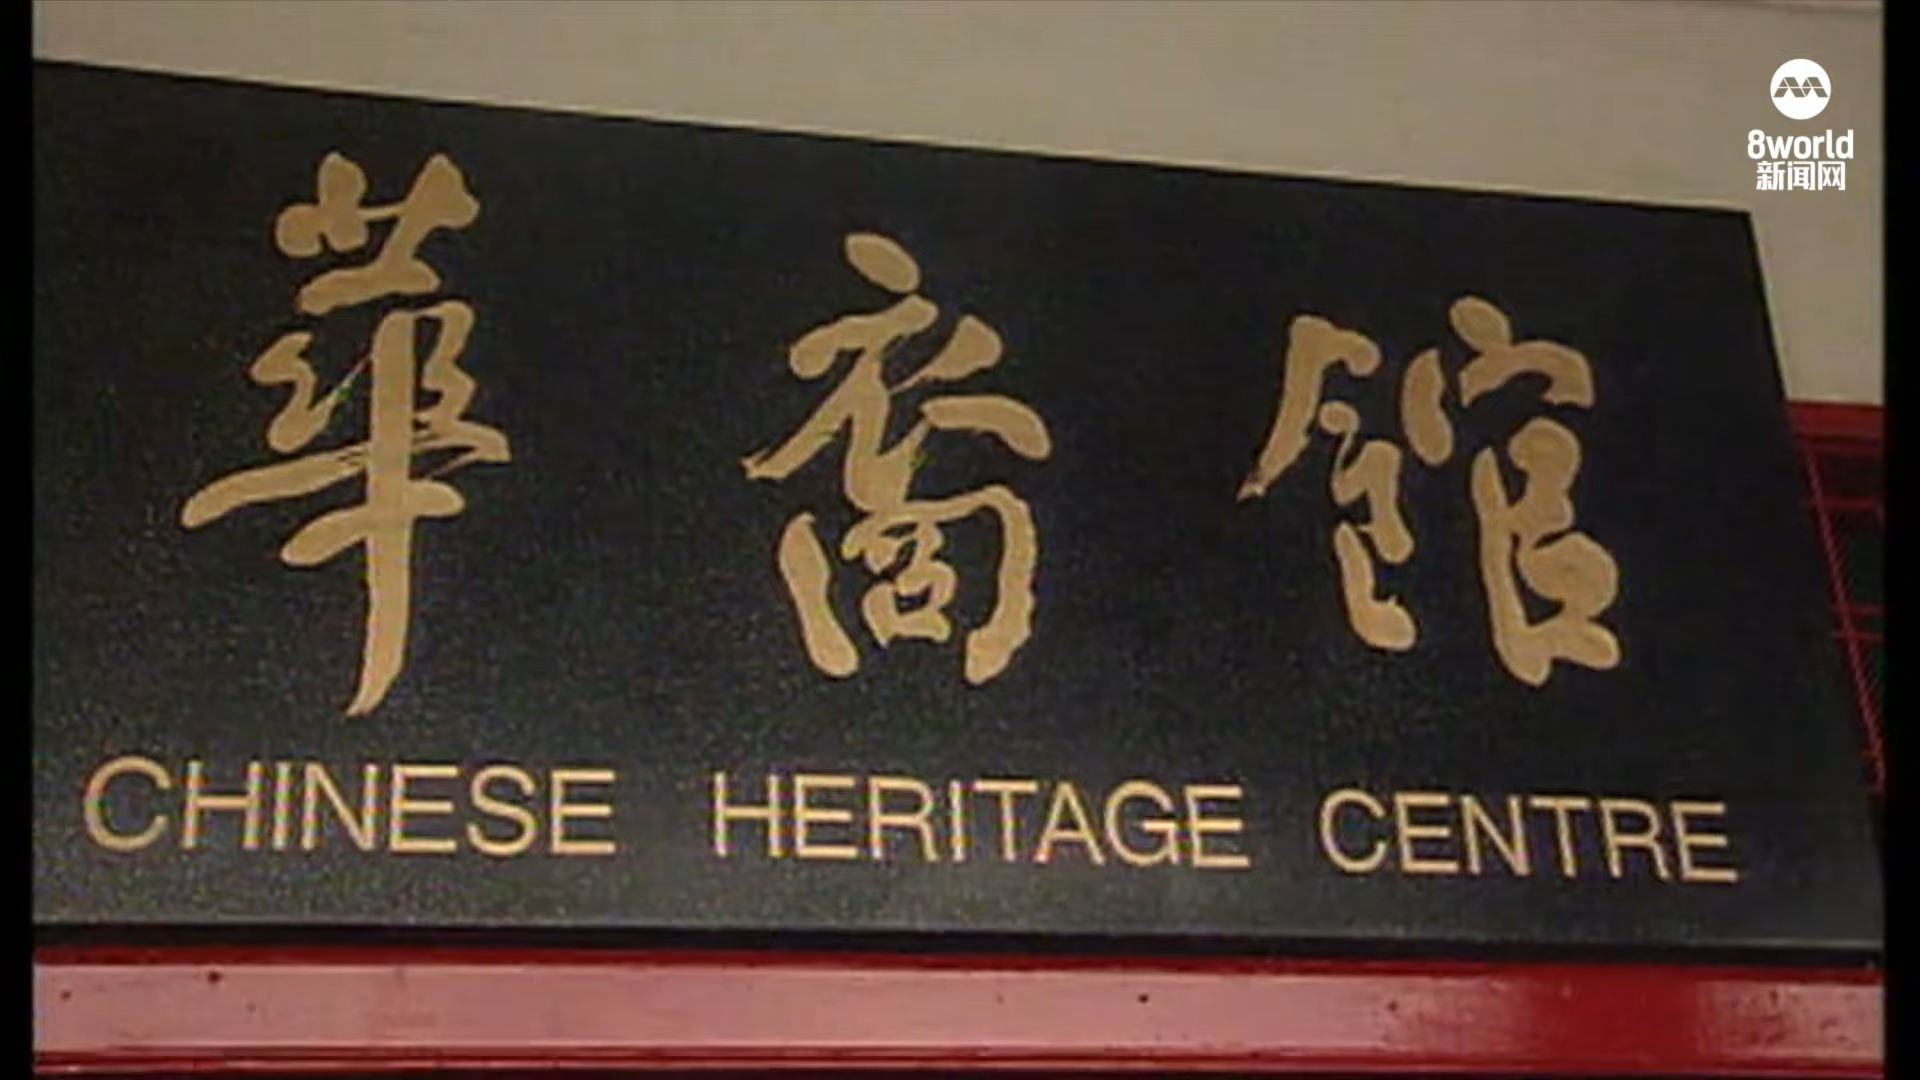 8world
新闻网
華裔館
CHINESE HERITAGE CENTRE